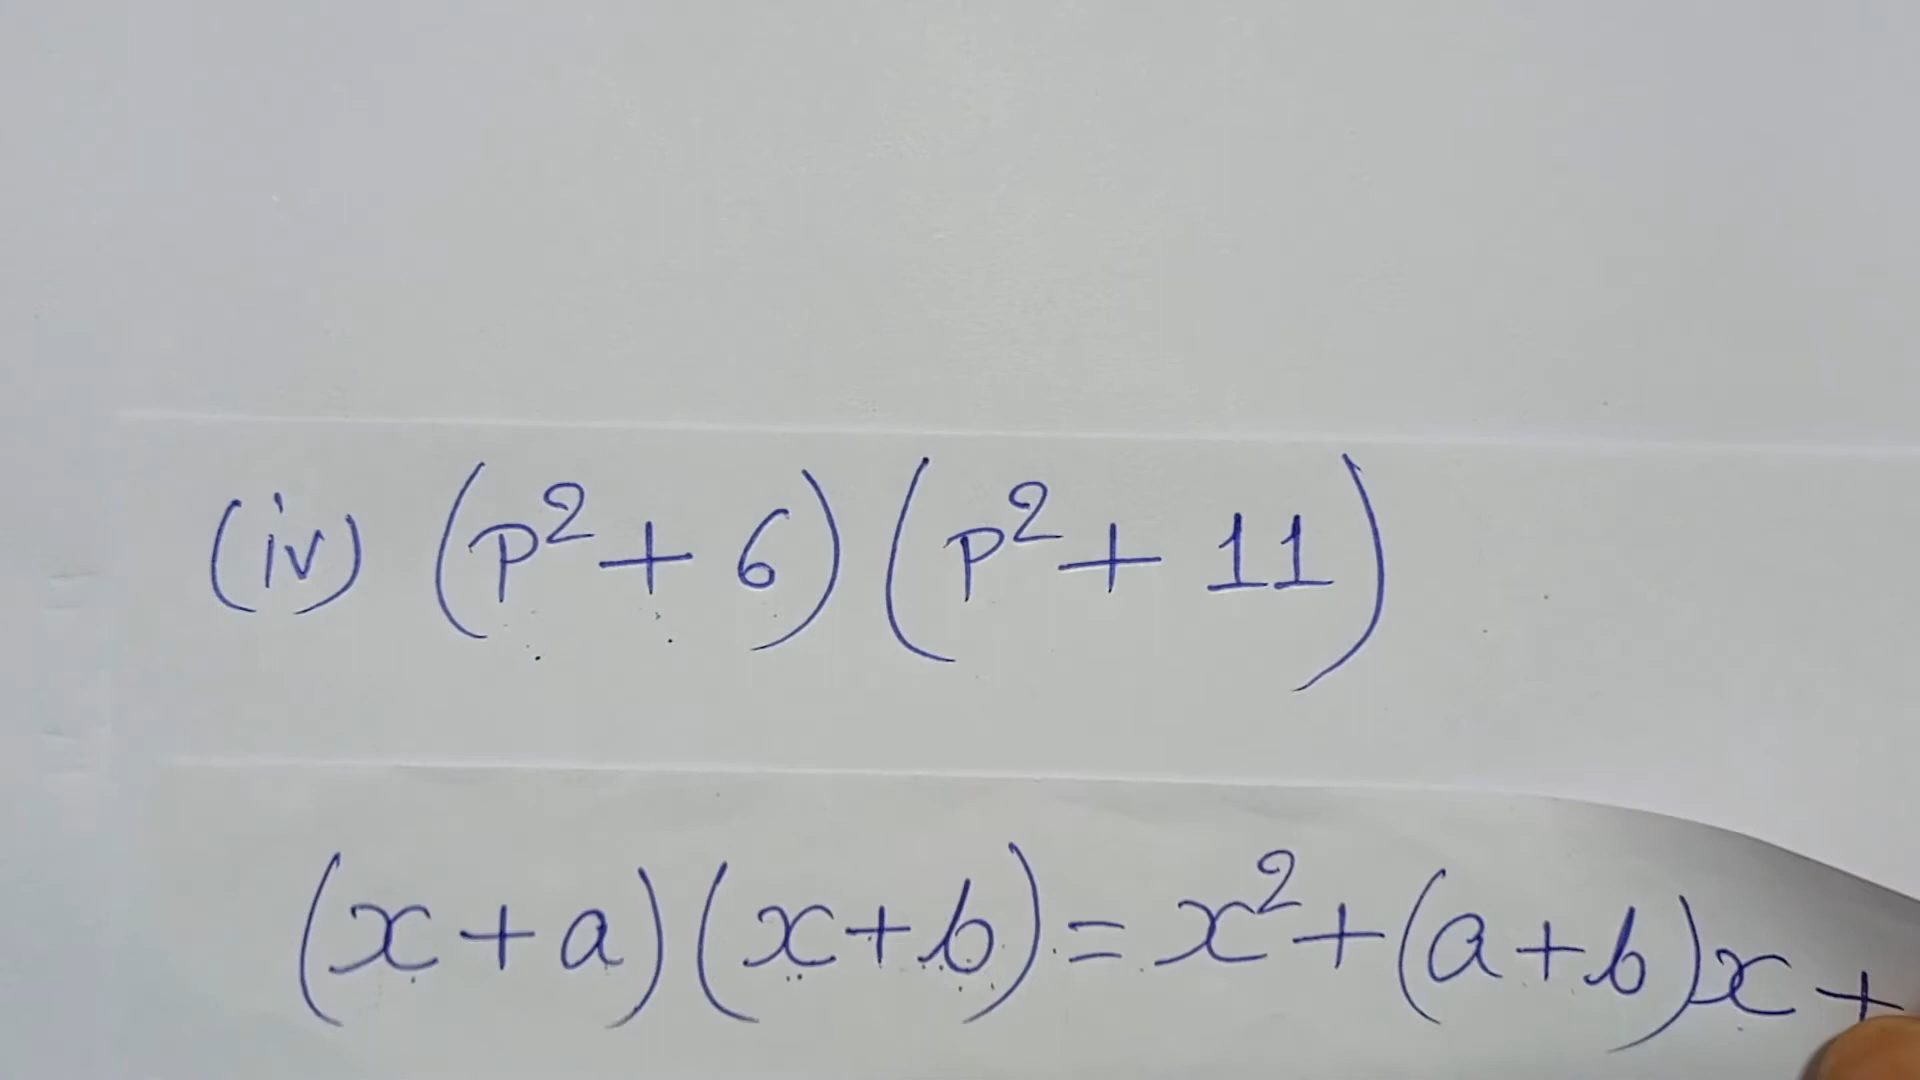 (iv) (p²+ 6) (p²+ 11)
(x+a)(x+b)=x²+(a+b)x+